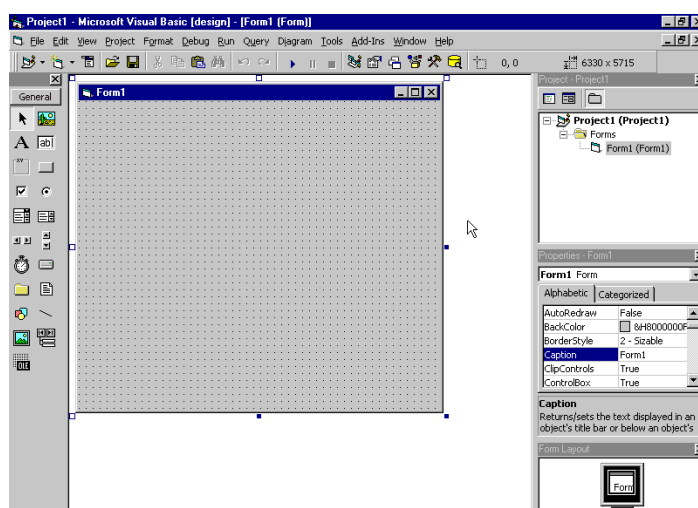 Project1 - Microsoft Visual Basic [design] - [Form1 (Form)]
File Edit View Project Format Debug Run Query Diagram Tools Add-Ins Window Help
0, 0
6330 x 5715
General
A
ab
xy
OLE
Form1
Project - Project1
Project1 (Project1)
Forms
Form1 (Form1)
Properties - Form1
Form1 Form
Alphabetic Categorized
AutoRedraw False
BackColor &H8000000F
BorderStyle 2 - Sizable
Caption Form1
ClipControls True
ControlBox True
Caption
Returns/sets the text displayed in an
object's title bar or below an object's
Form Layout
Form